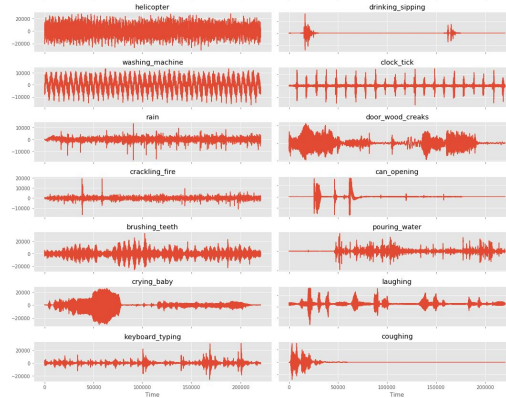 helicopter
drinking_sipping
20000
0
−20000
washing_machine
clock_tick
10000
0
−10000
rain
door_wood_creaks
10000
0
−10000
crackling_fire
can_opening
20000
10000
0
−10000
brushing_teeth
pouring_water
20000
0
−20000
crying_baby
laughing
20000
0
−20000
keyboard_typing
coughing
20000
0
−20000
0
50000
100000
150000
200000
0
50000
100000
150000
200000
Time
Time